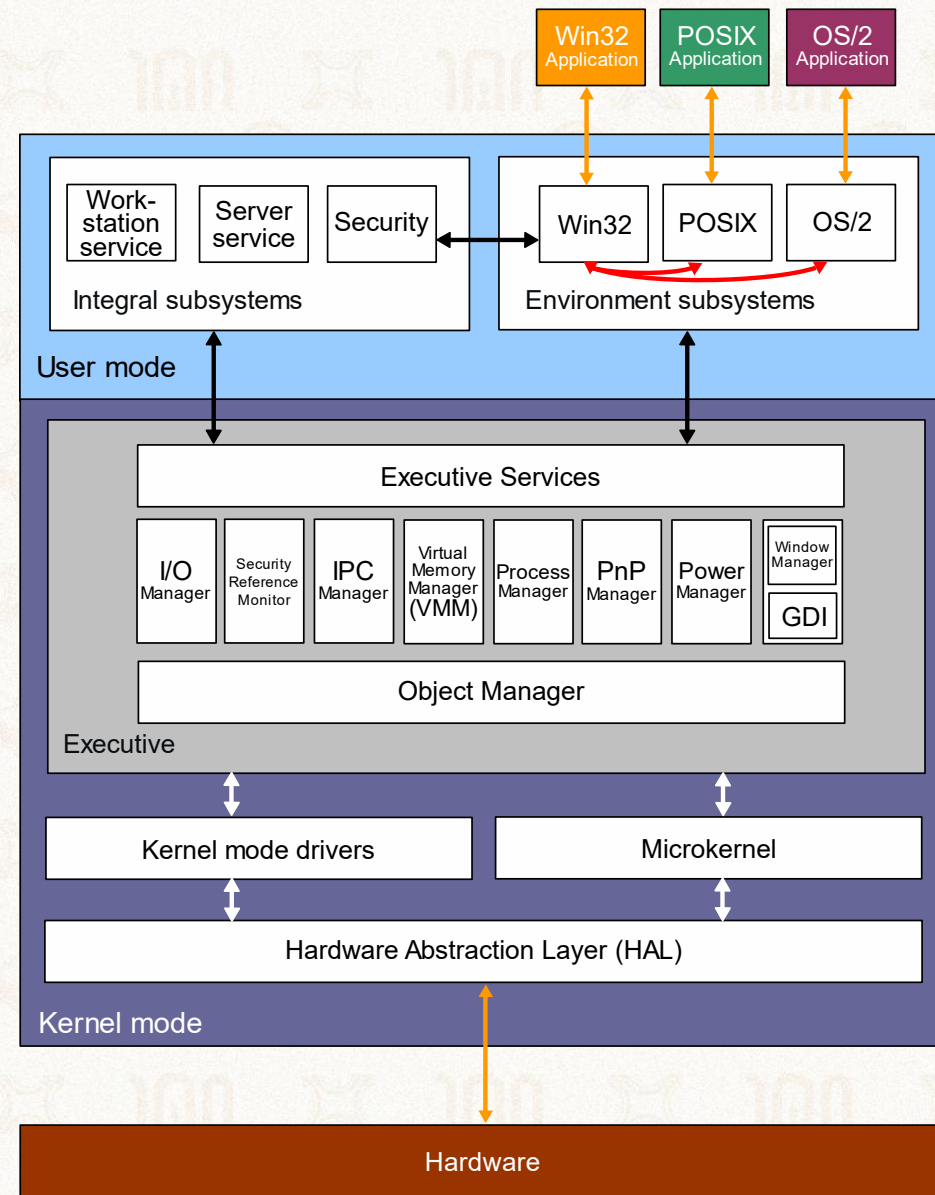 Win32
Application
POSIX
Application
OS/2
Application
Work-
station
service
Server
service
Security
Integral subsystems
Win32
POSIX
OS/2
Environment subsystems
User mode
Executive Services
I/O
Manager
Security
Reference
Monitor
IPC
Manager
Virtual
Memory
Manager
(VMM)
Process
Manager
PnP
Manager
Power
Manager
Window
Manager
GDI
Object Manager
Executive
Kernel mode drivers
Microkernel
Hardware Abstraction Layer (HAL)
Kernel mode
Hardware